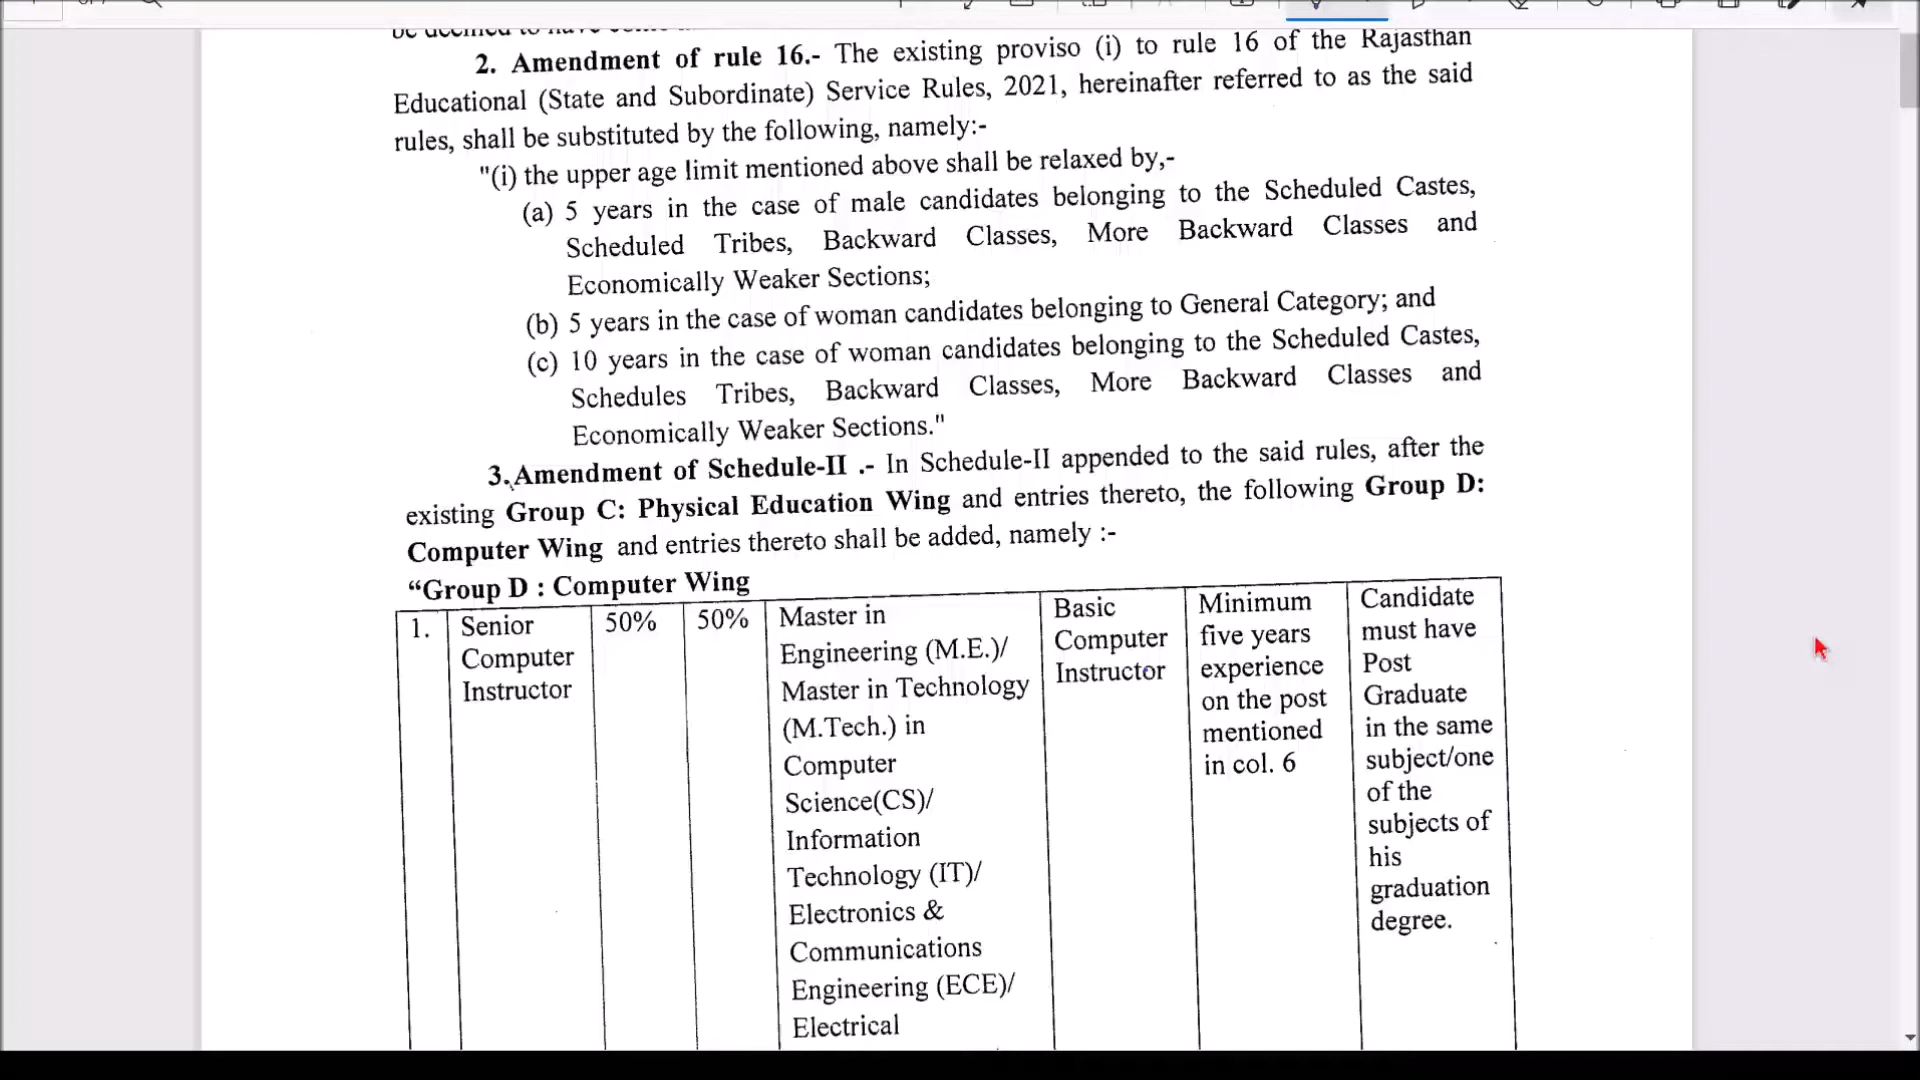 2. Amendment of rule 16.- The existing proviso (i) to rule 16 of the Rajasthan
Educational (State and Subordinate) Service Rules, 2021, hereinafter referred to as the said
rules, shall be substituted by the following, namely:-
"(i) the upper age limit mentioned above shall be relaxed by,-
(a) 5 years in the case of male candidates belonging to the Scheduled Castes,
Scheduled Tribes, Backward Classes, More Backward Classes and
Economically Weaker Sections;
(b) 5 years in the case of woman candidates belonging to General Category; and
(c) 10 years in the case of woman candidates belonging to the Scheduled Castes,
Schedules Tribes, Backward Classes, More Backward Classes and
Economically Weaker Sections."
3. Amendment of Schedule-II .- In Schedule-II appended to the said rules, after the
existing Group C: Physical Education Wing and entries thereto, the following Group D:
Computer Wing and entries thereto shall be added, namely :-
“Group D : Computer Wing
1.
Senior
Computer
Instructor
50%
50%
Master in
Engineering (M.E.)/
Master in Technology
(M.Tech.) in
Computer
Science(CS)/
Information
Technology (IT)/
Electronics &
Communications
Engineering (ECE)/
Electrical
Basic
Computer
Instructor
Minimum
five years
experience
on the post
mentioned
in col. 6
Candidate
must have
Post
Graduate
in the same
subject/one
of the
subjects of
his
graduation
degree.